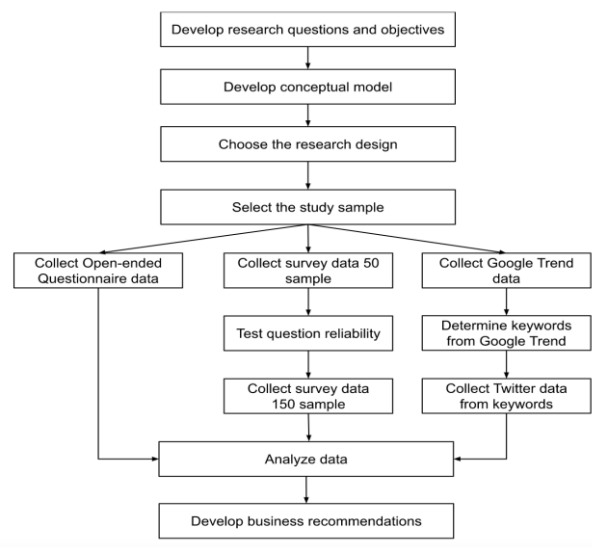 Develop research questions and objectives
Develop conceptual model
Choose the research design
Select the study sample
Collect Open-ended
Questionnaire data
Collect survey data 50
sample
Collect Google Trend
data
Test question reliability
Determine keywords
from Google Trend
Collect survey data
150 sample
Collect Twitter data
from keywords
Analyze data
Develop business recommendations